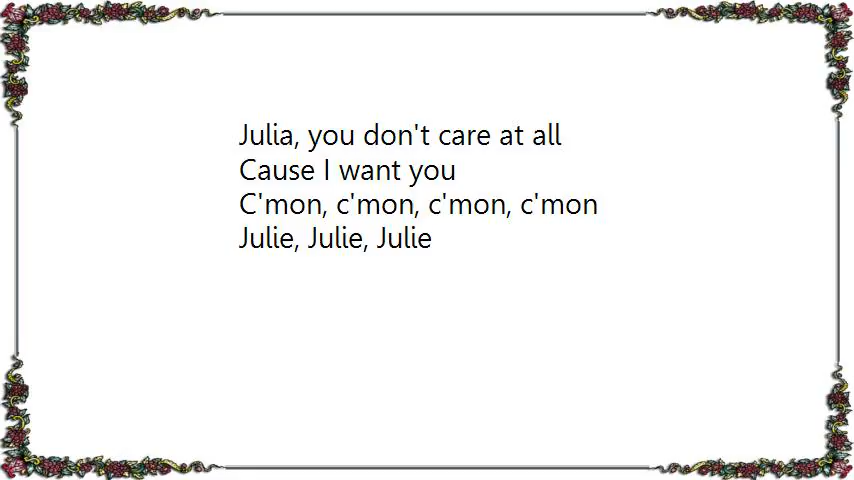 Julia, you don't care at all
Cause I want you
C'mon, c'mon, c'mon, c'mon
Julie, Julie, Julie